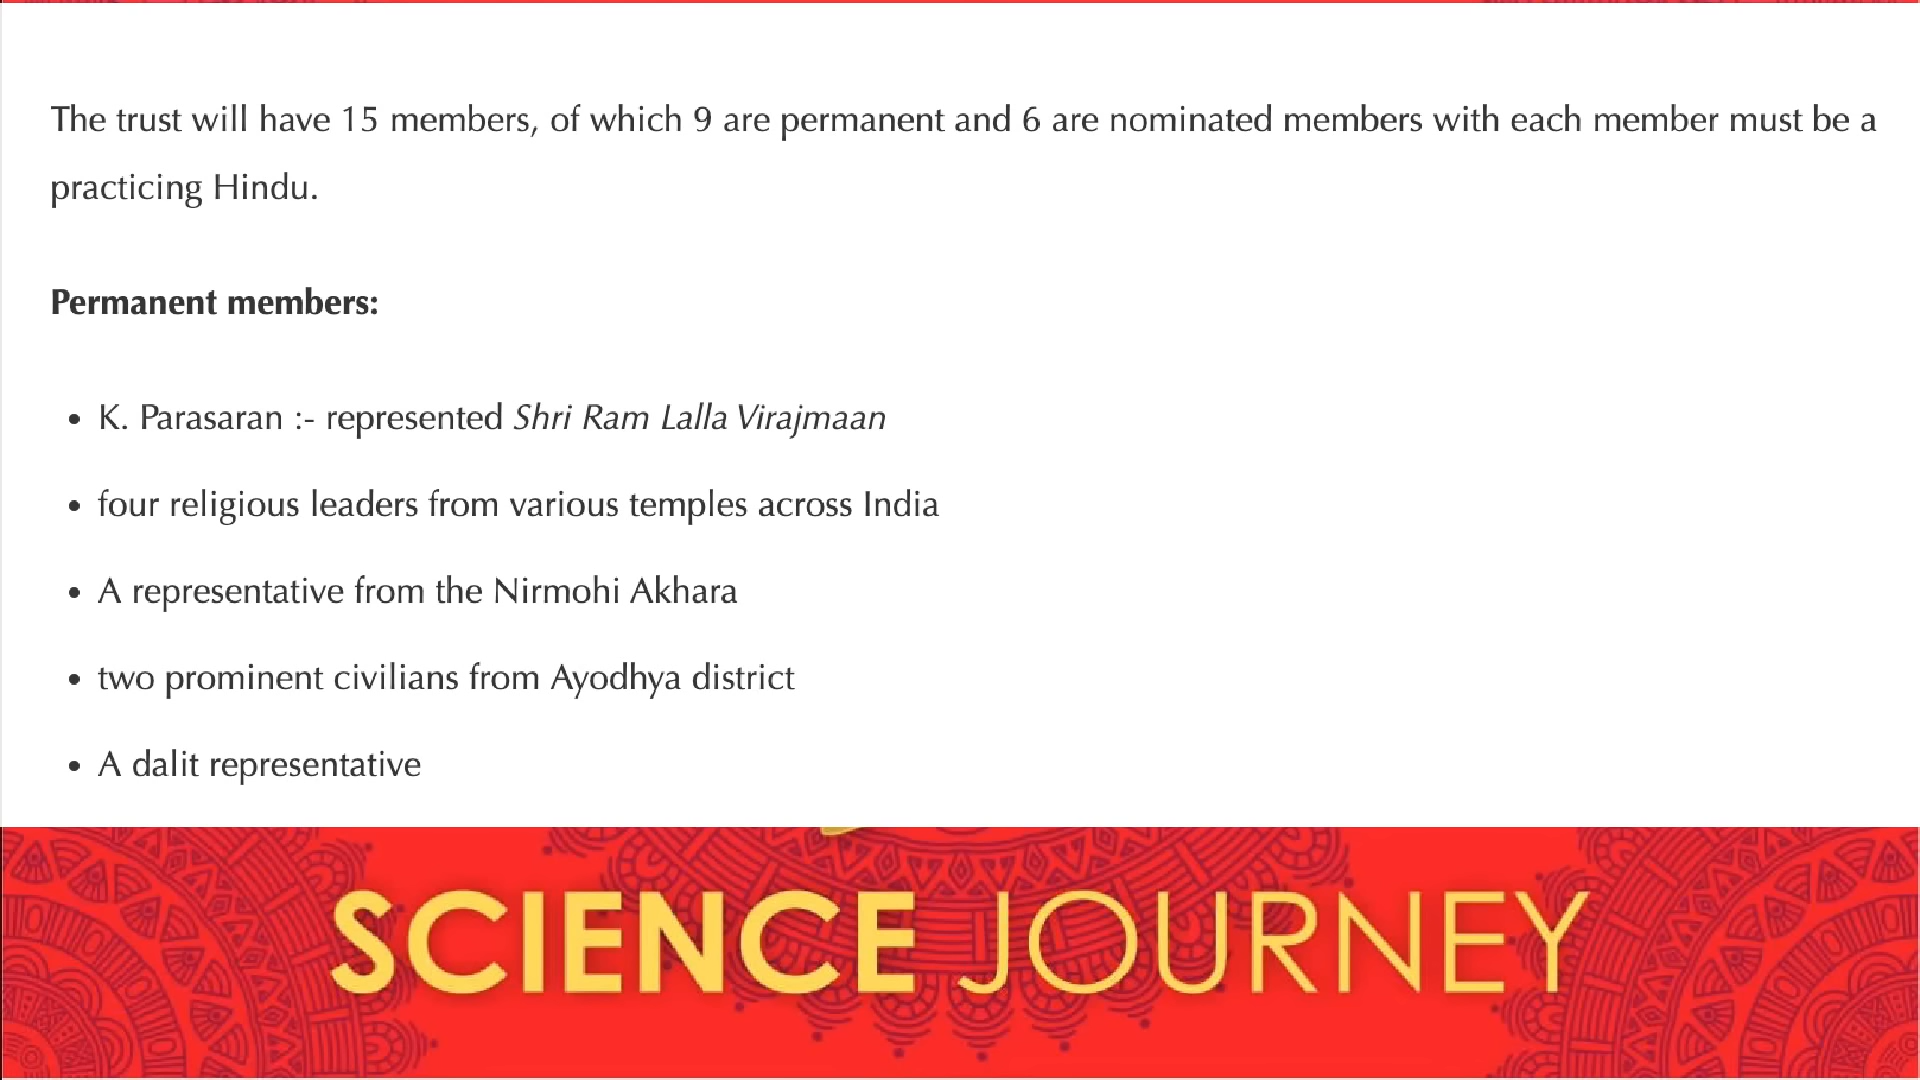 The trust will have 15 members, of which 9 are permanent and 6 are nominated members with each member must be a
practicing Hindu.
Permanent members:
• K. Parasaran :- represented Shri Ram Lalla Virajmaan
• four religious leaders from various temples across India
• A representative from the Nirmohi Akhara
• two prominent civilians from Ayodhya district
• A dalit representative
SCIENCE JOURNEY